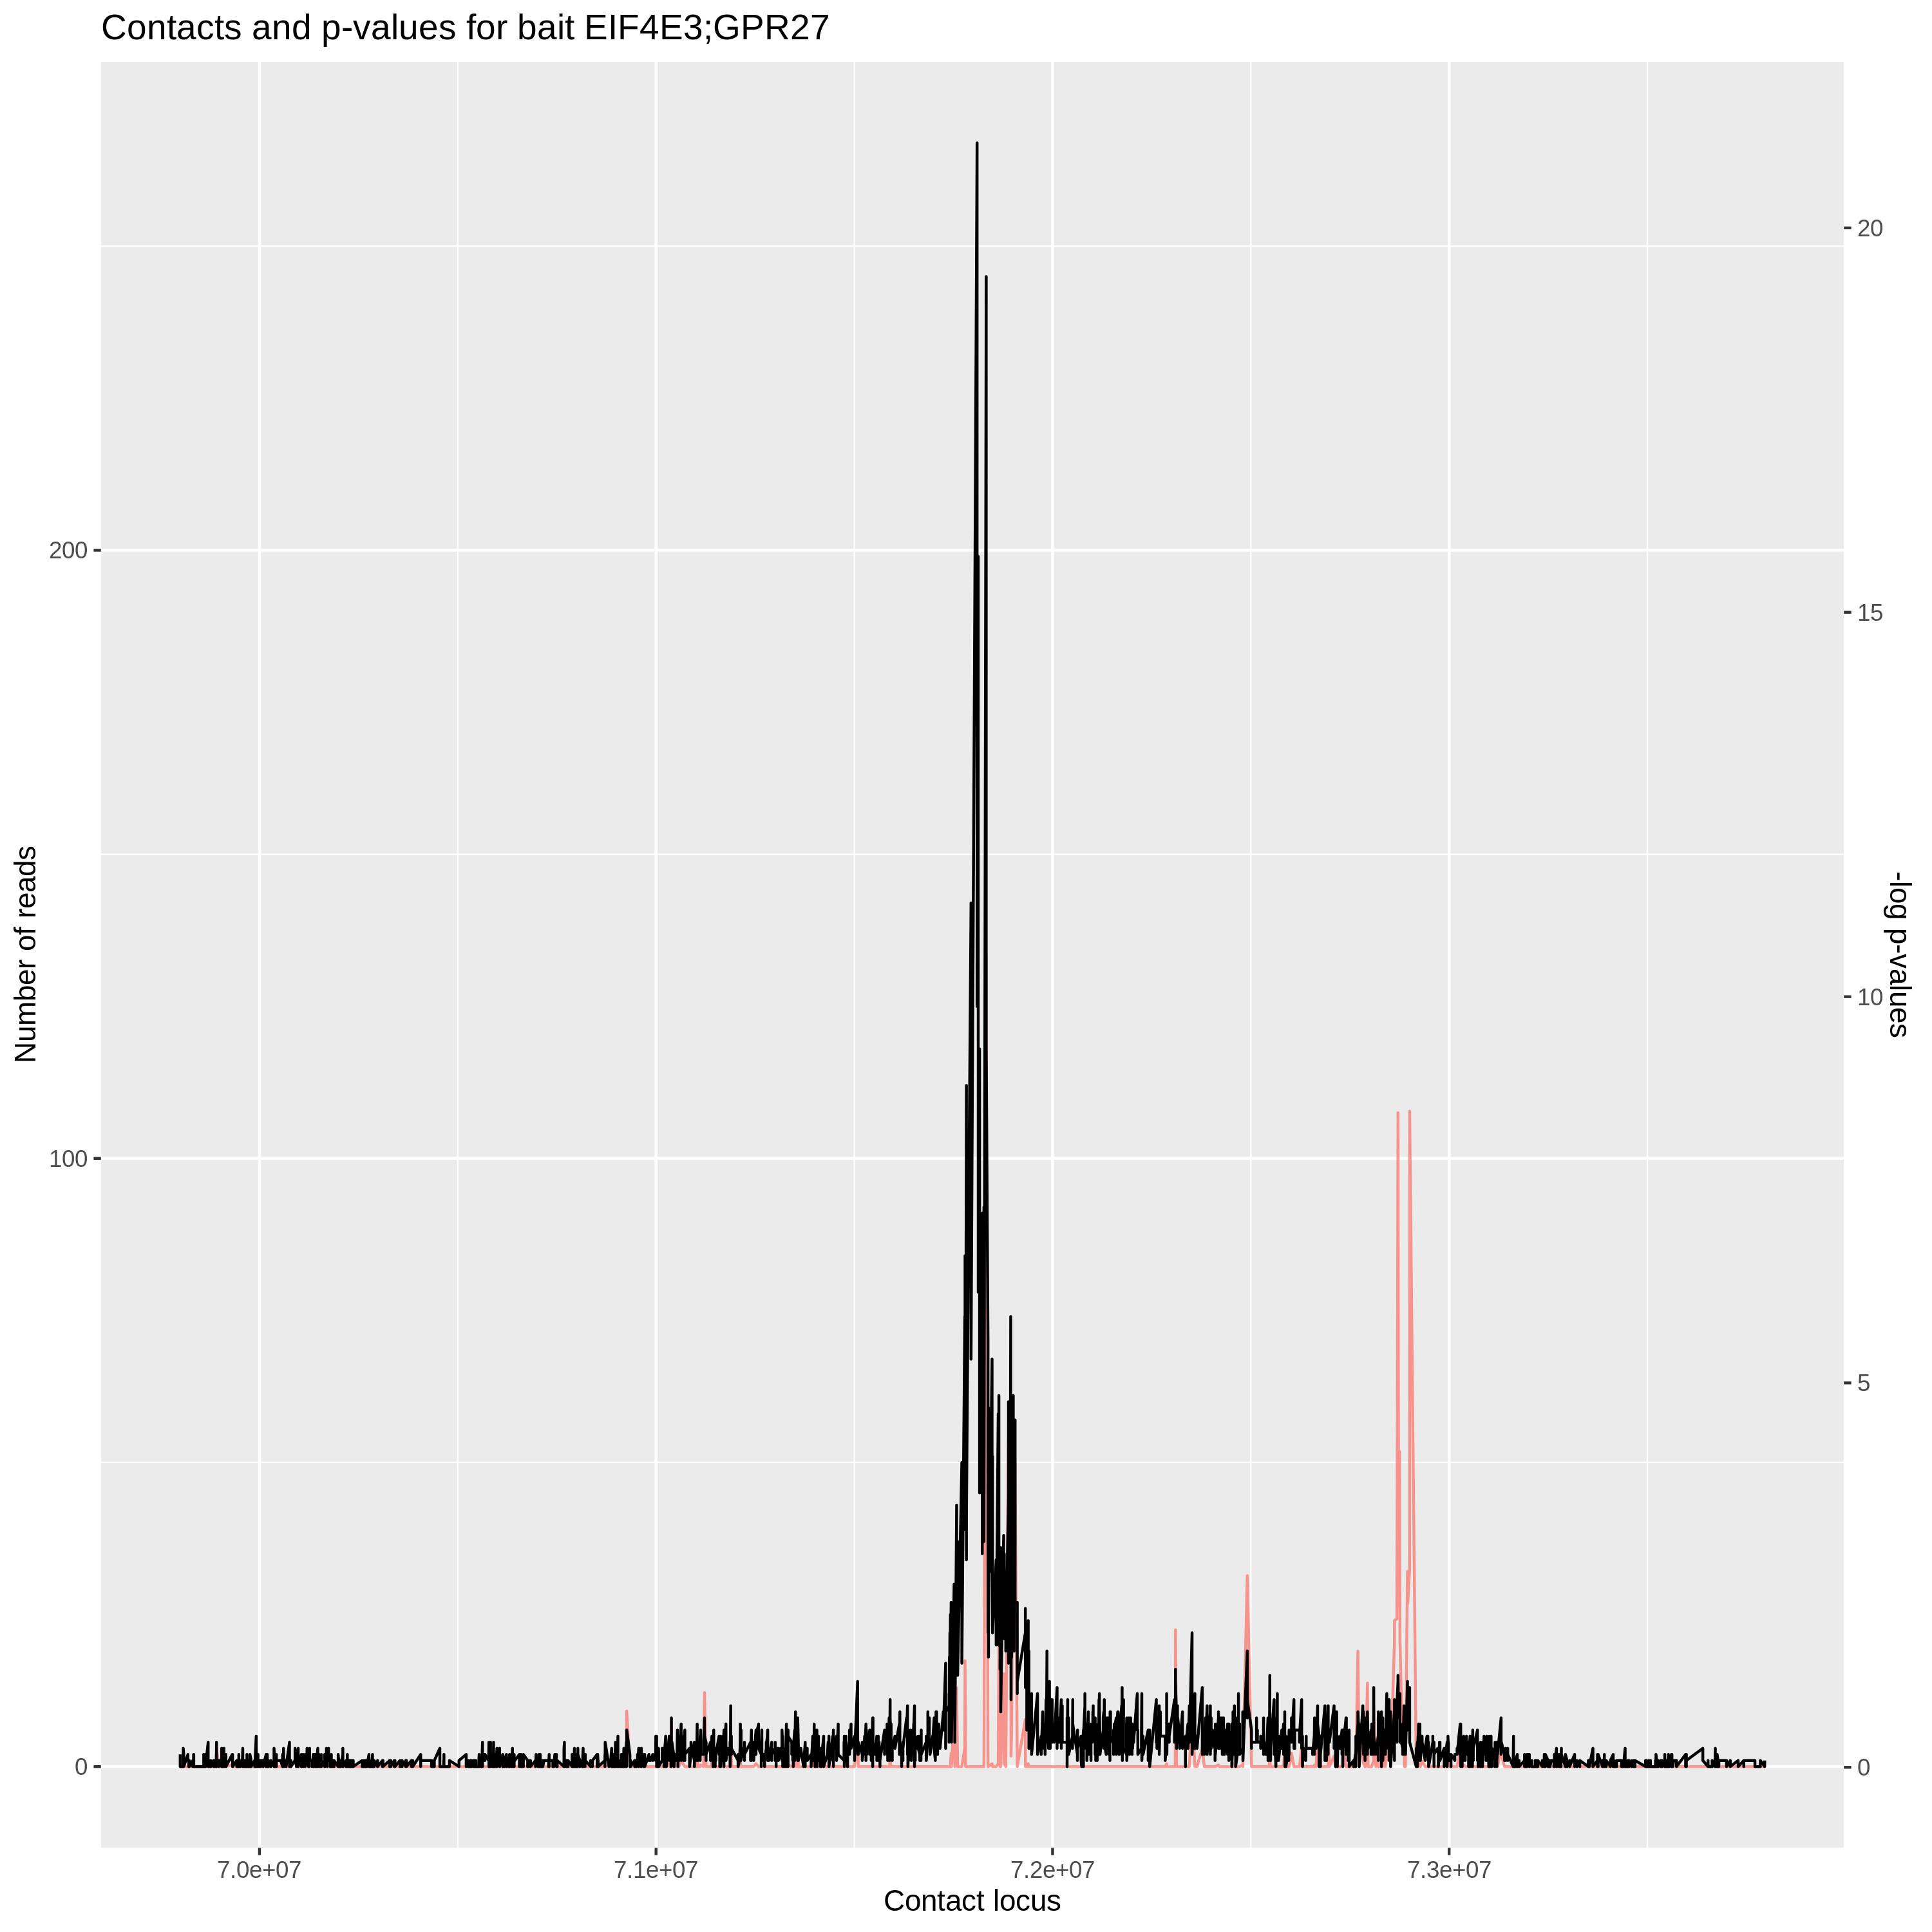 Contacts and p-values for bait EIF4E3;GPR27
Number of reads
200
100
0
20
15
10
5
0
-log p-values
7.0e+07
7.1e+07
7.2e+07
7.3e+07
Contact locus